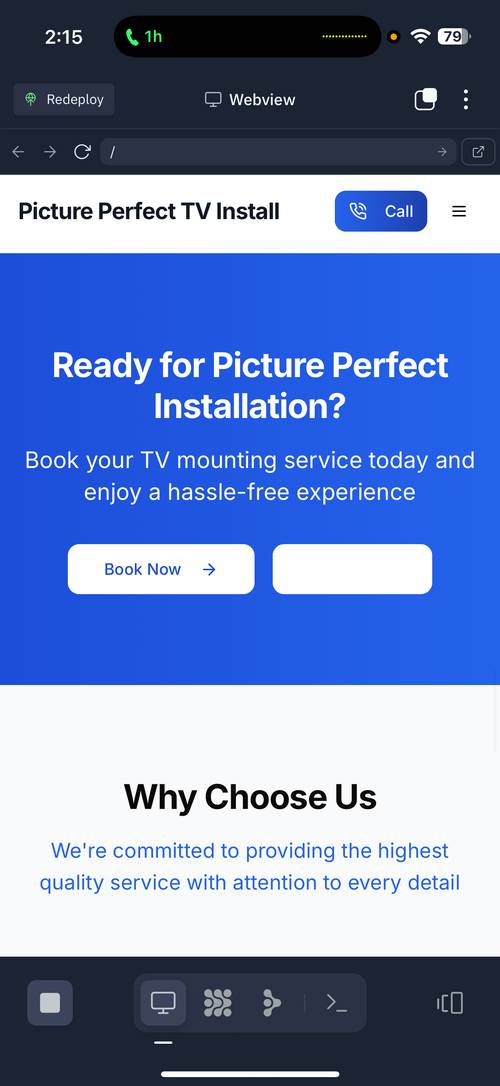 2:15
1h
79
Redeploy
Webview
/
Picture Perfect TV Install
Call
Ready for Picture Perfect
Installation?
Book your TV mounting service today and
enjoy a hassle-free experience
Book Now
Why Choose Us
We're committed to providing the highest
quality service with attention to every detail